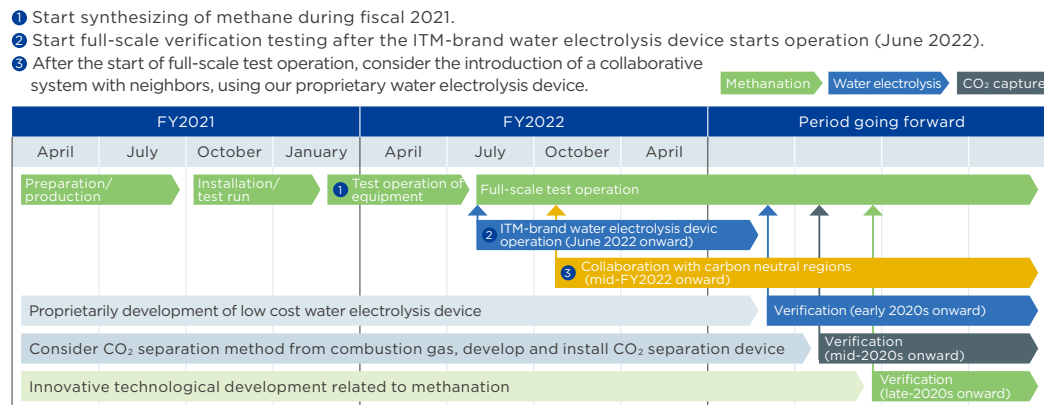 1 Start synthesizing of methane during fiscal 2021.
2 Start full-scale verification testing after the ITM-brand water electrolysis device starts operation (June 2022).
3 After the start of full-scale test operation, consider the introduction of a collaborative
system with neighbors, using our proprietary water electrolysis device.
Methanation Water electrolysis CO₂ capture
FY2021 FY2022 Period going forward
April July October January April July October April
Preparation/
production
Installation/
test run
1 Test operation of
equipment
Full-scale test operation
2 ITM-brand water electrolysis devic
operation (June 2022 onward)
3 Collaboration with carbon neutral regions
(mid-FY2022 onward)
Proprietarily development of low cost water electrolysis device
Verification (early 2020s onward)
Consider CO₂ separation method from combustion gas, develop and install CO₂ separation device
Verification
(mid-2020s onward)
Innovative technological development related to methanation
Verification
(late-2020s onward)